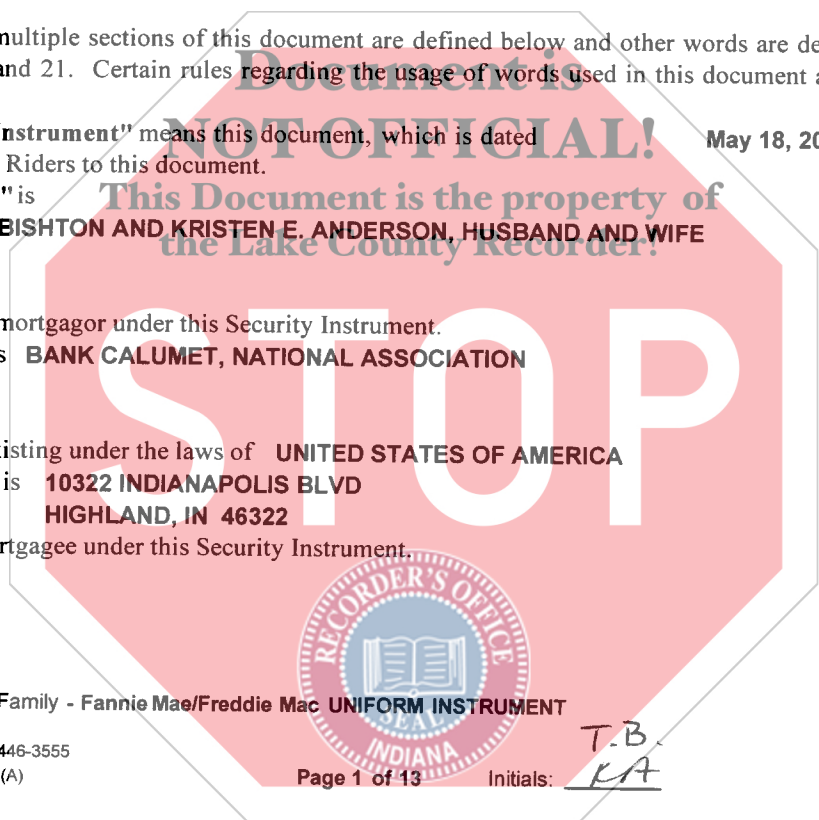 multiple sections of this document are defined below and other words are de
and 21. Certain rules regarding the usage of words used in this document a
Document is
nstrument" means this document, which is dated May 18, 20
NOT OFFICIAL!
Riders to this document.
" is
This Document is the property of
BISHTON AND KRISTEN E. ANDERSON, HUSBAND AND WIFE
the Lake County Recorder!
mortgagor under this Security Instrument.
s BANK CALUMET, NATIONAL ASSOCIATION
STOP
isting under the laws of UNITED STATES OF AMERICA
is 10322 INDIANAPOLIS BLVD
HIGHLAND, IN 46322
rtgagee under this Security Instrument.
RECORDER'S OFFICE
SEAL
INDIANA
Family - Fannie Mae/Freddie Mac UNIFORM INSTRUMENT
446-3555
(A)
Page 1 of 13
Initials: T.B.
KA